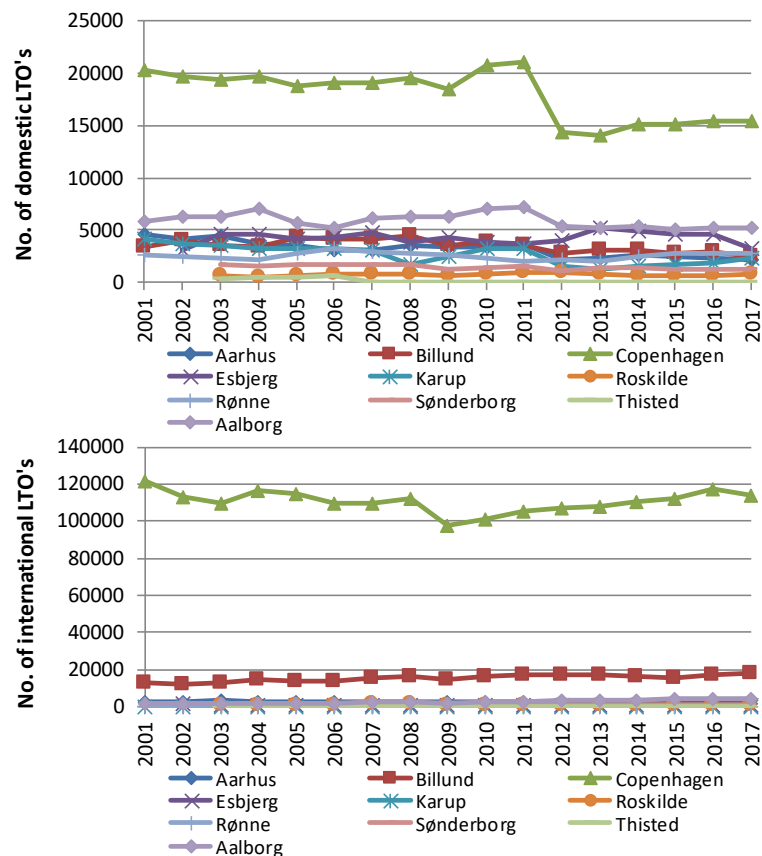 No. of domestic LTO's
25000
20000
15000
10000
5000
0
2001 2002 2003 2004 2005 2006 2007 2008 2009 2010 2011 2012 2013 2014 2015 2016 2017
Aarhus Billund Copenhagen
Esbjerg Karup Roskilde
Rønne Sønderborg Thisted
Aalborg
No. of international LTO's
140000
120000
100000
80000
60000
40000
20000
0
2001 2002 2003 2004 2005 2006 2007 2008 2009 2010 2011 2012 2013 2014 2015 2016 2017
Aarhus Billund Copenhagen
Esbjerg Karup Roskilde
Rønne Sønderborg Thisted
Aalborg